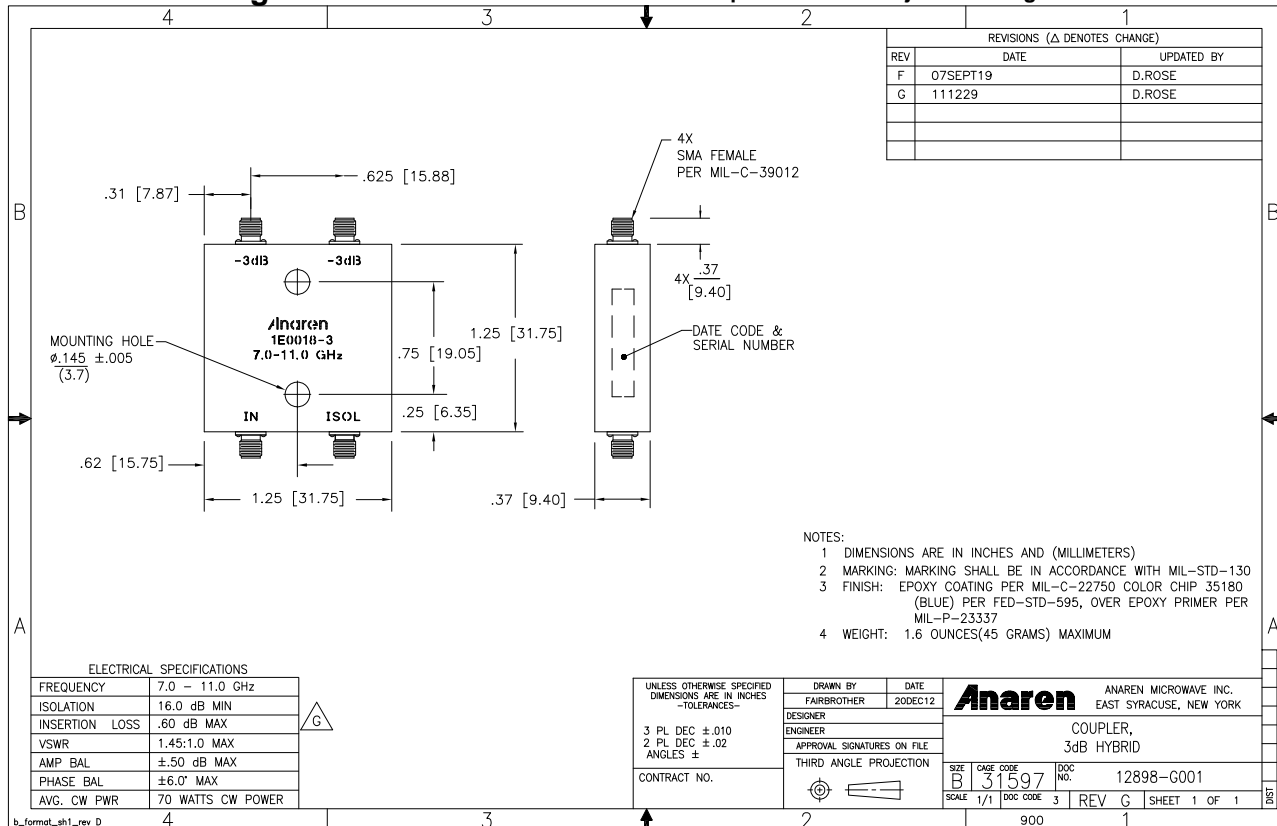 4 3 2 1
REVISIONS (△ DENOTES CHANGE)
REV DATE UPDATED BY
F 07SEPT19 D.ROSE
G 111229 D.ROSE
B B
4X
SMA FEMALE
PER MIL-C-39012
.31 [7.87]
.625 [15.88]
-3dB -3dB
4X .37
[9.40]
Anaren
1E0018-3
7.0-11.0 GHz
MOUNTING HOLE
ø.145 ±.005
(3.7)
1.25 [31.75]
.75 [19.05]
DATE CODE &
SERIAL NUMBER
.25 [6.35]
IN ISOL
.62 [15.75]
1.25 [31.75]
.37 [9.40]
NOTES:
1 DIMENSIONS ARE IN INCHES AND (MILLIMETERS)
2 MARKING: MARKING SHALL BE IN ACCORDANCE WITH MIL-STD-130
3 FINISH: EPOXY COATING PER MIL-C-22750 COLOR CHIP 35180
(BLUE) PER FED-STD-595, OVER EPOXY PRIMER PER
MIL-P-23337
4 WEIGHT: 1.6 OUNCES(45 GRAMS) MAXIMUM
A A
ELECTRICAL SPECIFICATIONS
FREQUENCY 7.0 - 11.0 GHz
ISOLATION 16.0 dB MIN
INSERTION LOSS .60 dB MAX
VSWR 1.45:1.0 MAX
AMP BAL ±.50 dB MAX
PHASE BAL ±6.0° MAX
AVG. CW PWR 70 WATTS CW POWER
G
UNLESS OTHERWISE SPECIFIED
DIMENSIONS ARE IN INCHES
-TOLERANCES-
3 PL DEC ±.010
2 PL DEC ±.02
ANGLES ±
CONTRACT NO.
DRAWN BY DATE
FAIRBROTHER 20DEC12
DESIGNER
ENGINEER
APPROVAL SIGNATURES ON FILE
THIRD ANGLE PROJECTION
Anaren
ANAREN MICROWAVE INC.
EAST SYRACUSE, NEW YORK
COUPLER,
3dB HYBRID
SIZE B CAGE CODE 31597 DOC NO. 12898-G001
SCALE 1/1 DOC CODE 3 REV G SHEET 1 OF 1
DIST
b_format_sh1_rev D
4 3 2 900 1